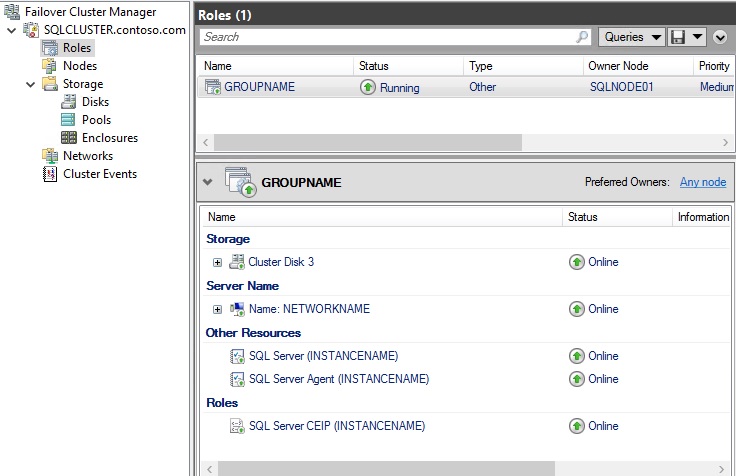 Failover Cluster Manager
SQLCLUSTER.contoso.com
Roles
Nodes
Storage
Disks
Pools
Enclosures
Networks
Cluster Events
Roles (1)
Search
Queries
Name Status Type Owner Node Priority
GROUPNAME Running Other SQLNODE01 Medium
GROUPNAME Preferred Owners: Any node
Name Status Information
Storage
Cluster Disk 3 Online
Server Name
Name: NETWORKNAME Online
Other Resources
SQL Server (INSTANCENAME) Online
SQL Server Agent (INSTANCENAME) Online
Roles
SQL Server CEIP (INSTANCENAME) Online